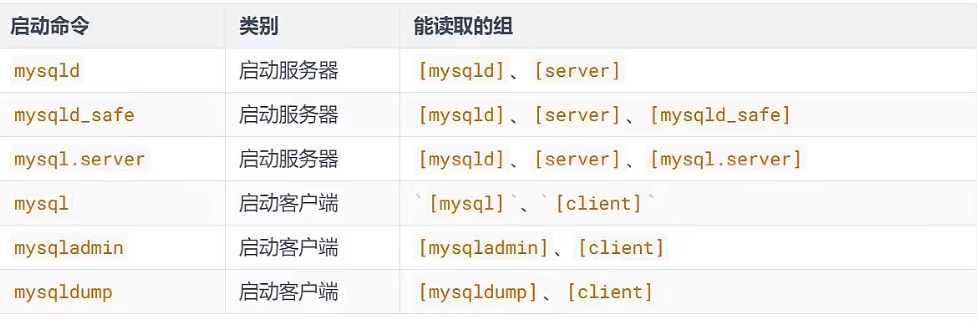 启动命令 类别 能读取的组
mysqld 启动服务器 [mysqld]、[server]
mysqld_safe 启动服务器 [mysqld]、[server]、[mysqld_safe]
mysql.server 启动服务器 [mysqld]、[server]、[mysql.server]
mysql 启动客户端 `[mysql]`、`[client]`
mysqladmin 启动客户端 [mysqladmin]、[client]
mysqldump 启动客户端 [mysqldump]、[client]